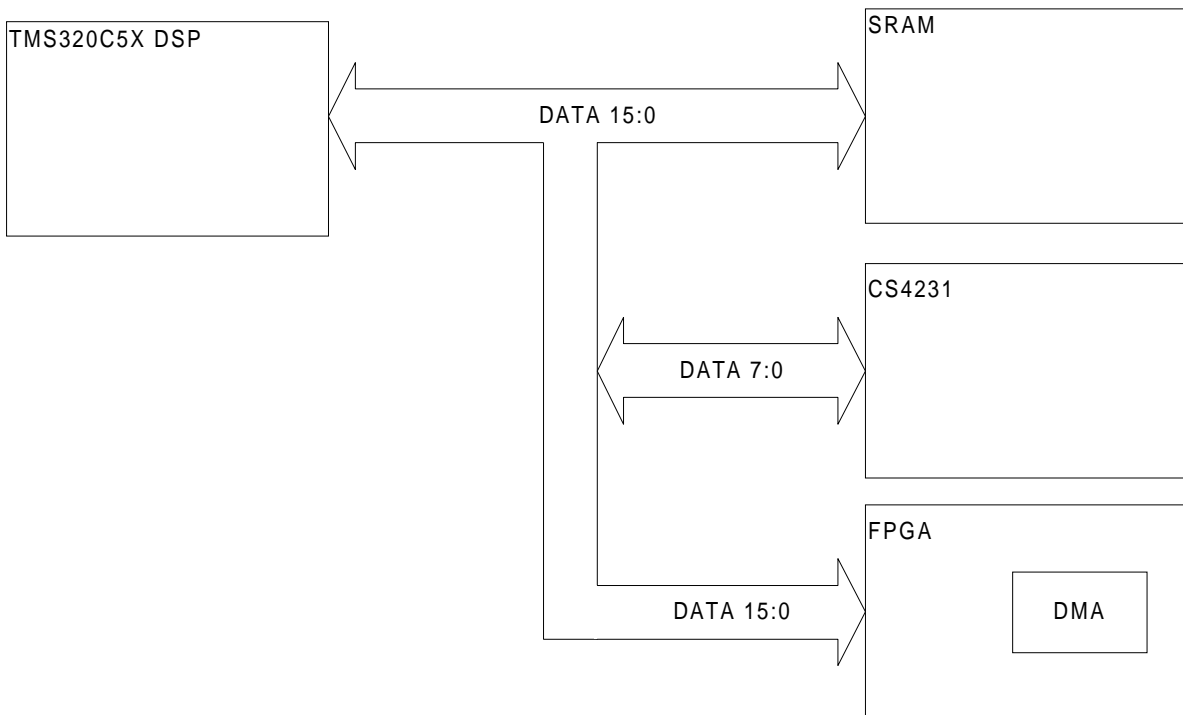 TMS320C5X DSP
SRAM
DATA 15:0
CS4231
DATA 7:0
FPGA
DATA 15:0
DMA